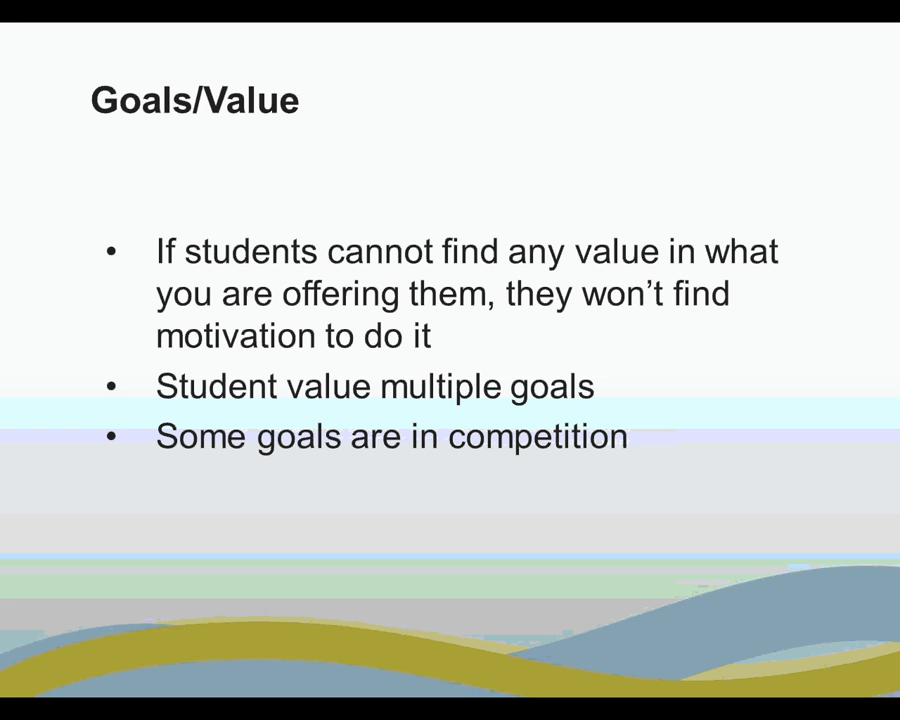 Goals/Value
• If students cannot find any value in what
you are offering them, they won’t find
motivation to do it
• Student value multiple goals
• Some goals are in competition